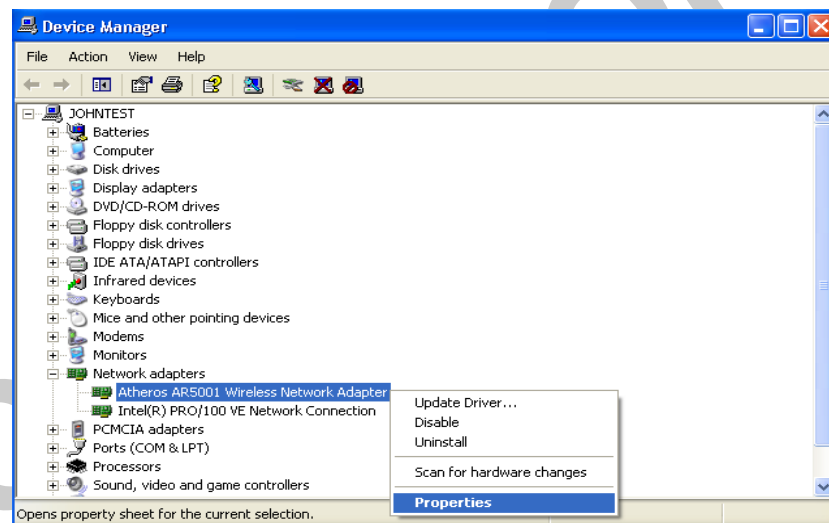 Device Manager
File Action View Help
JOHNTEST
Batteries
Computer
Disk drives
Display adapters
DVD/CD-ROM drives
Floppy disk controllers
Floppy disk drives
IDE ATA/ATAPI controllers
Infrared devices
Keyboards
Mice and other pointing devices
Modems
Monitors
Network adapters
Atheros AR5001 Wireless Network Adapter
Intel(R) PRO/100 VE Network Connection
PCMCIA adapters
Ports (COM & LPT)
Processors
Sound, video and game controllers
Update Driver...
Disable
Uninstall
Scan for hardware changes
Properties
Opens property sheet for the current selection.